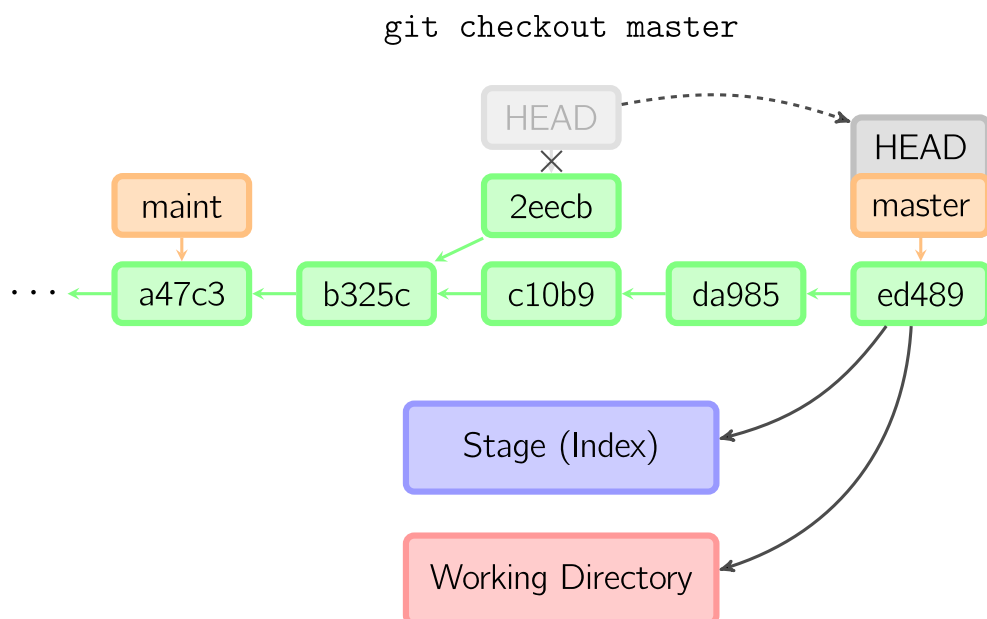 git checkout master
HEAD
HEAD
maint
2eecb
master
...
a47c3
b325c
c10b9
da985
ed489
Stage (Index)
Working Directory